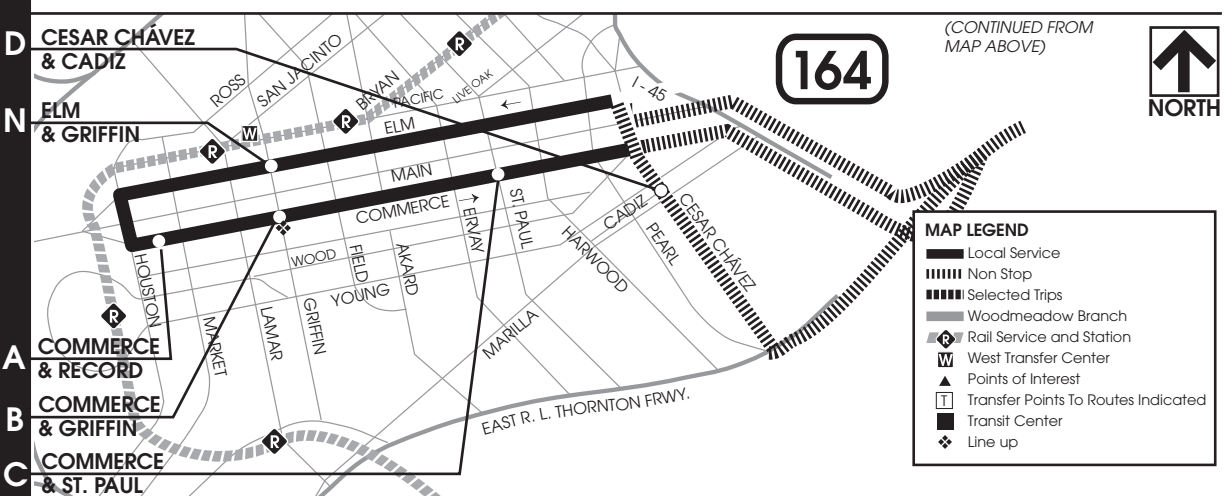 D
CESAR CHÁVEZ
& CADIZ
N
ELM
& GRIFFIN
A
COMMERCE
& RECORD
B
COMMERCE
& GRIFFIN
C
COMMERCE
& ST. PAUL
(CONTINUED FROM
MAP ABOVE)
164
NORTH
ROSS
SAN JACINTO
BRYAN
PACIFIC
LIVE OAK
I - 45
R
R
R
W
ELM
MAIN
COMMERCE
ERVAY
ST. PAUL
CADIZ
CESAR CHÁVEZ
PEARL
HARWOOD
WOOD
FIELD
AKARD
YOUNG
HOUSTON
MARKET
LAMAR
GRIFFIN
MARILLA
R
R
EAST R. L. THORNTON FRWY.
MAP LEGEND
Local Service
Non Stop
Selected Trips
Woodmeadow Branch
R Rail Service and Station
W West Transfer Center
Points of Interest
T Transfer Points To Routes Indicated
Transit Center
Line up